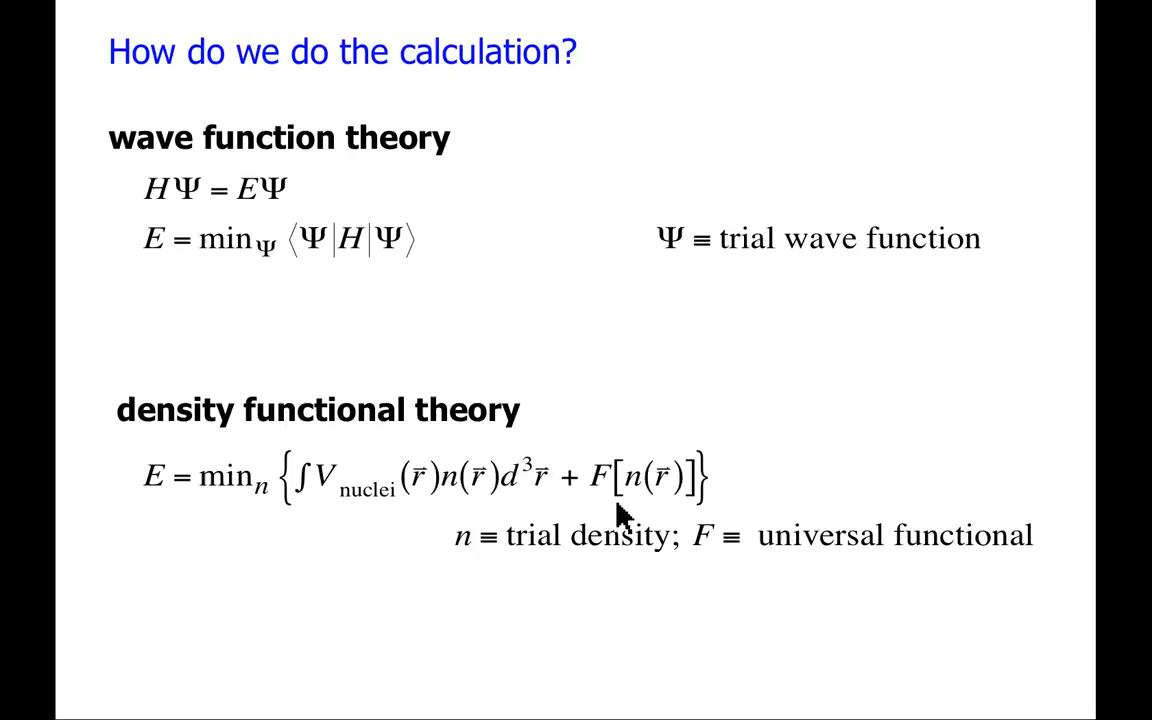 How do we do the calculation?
wave function theory
HΨ = EΨ
E = min_Ψ ⟨Ψ|H|Ψ⟩ Ψ ≡ trial wave function
density functional theory
E = min_n {∫V_nuclei(r⃗)n(r⃗)d³r⃗ + F[n(r⃗)]}
n ≡ trial density; F ≡ universal functional